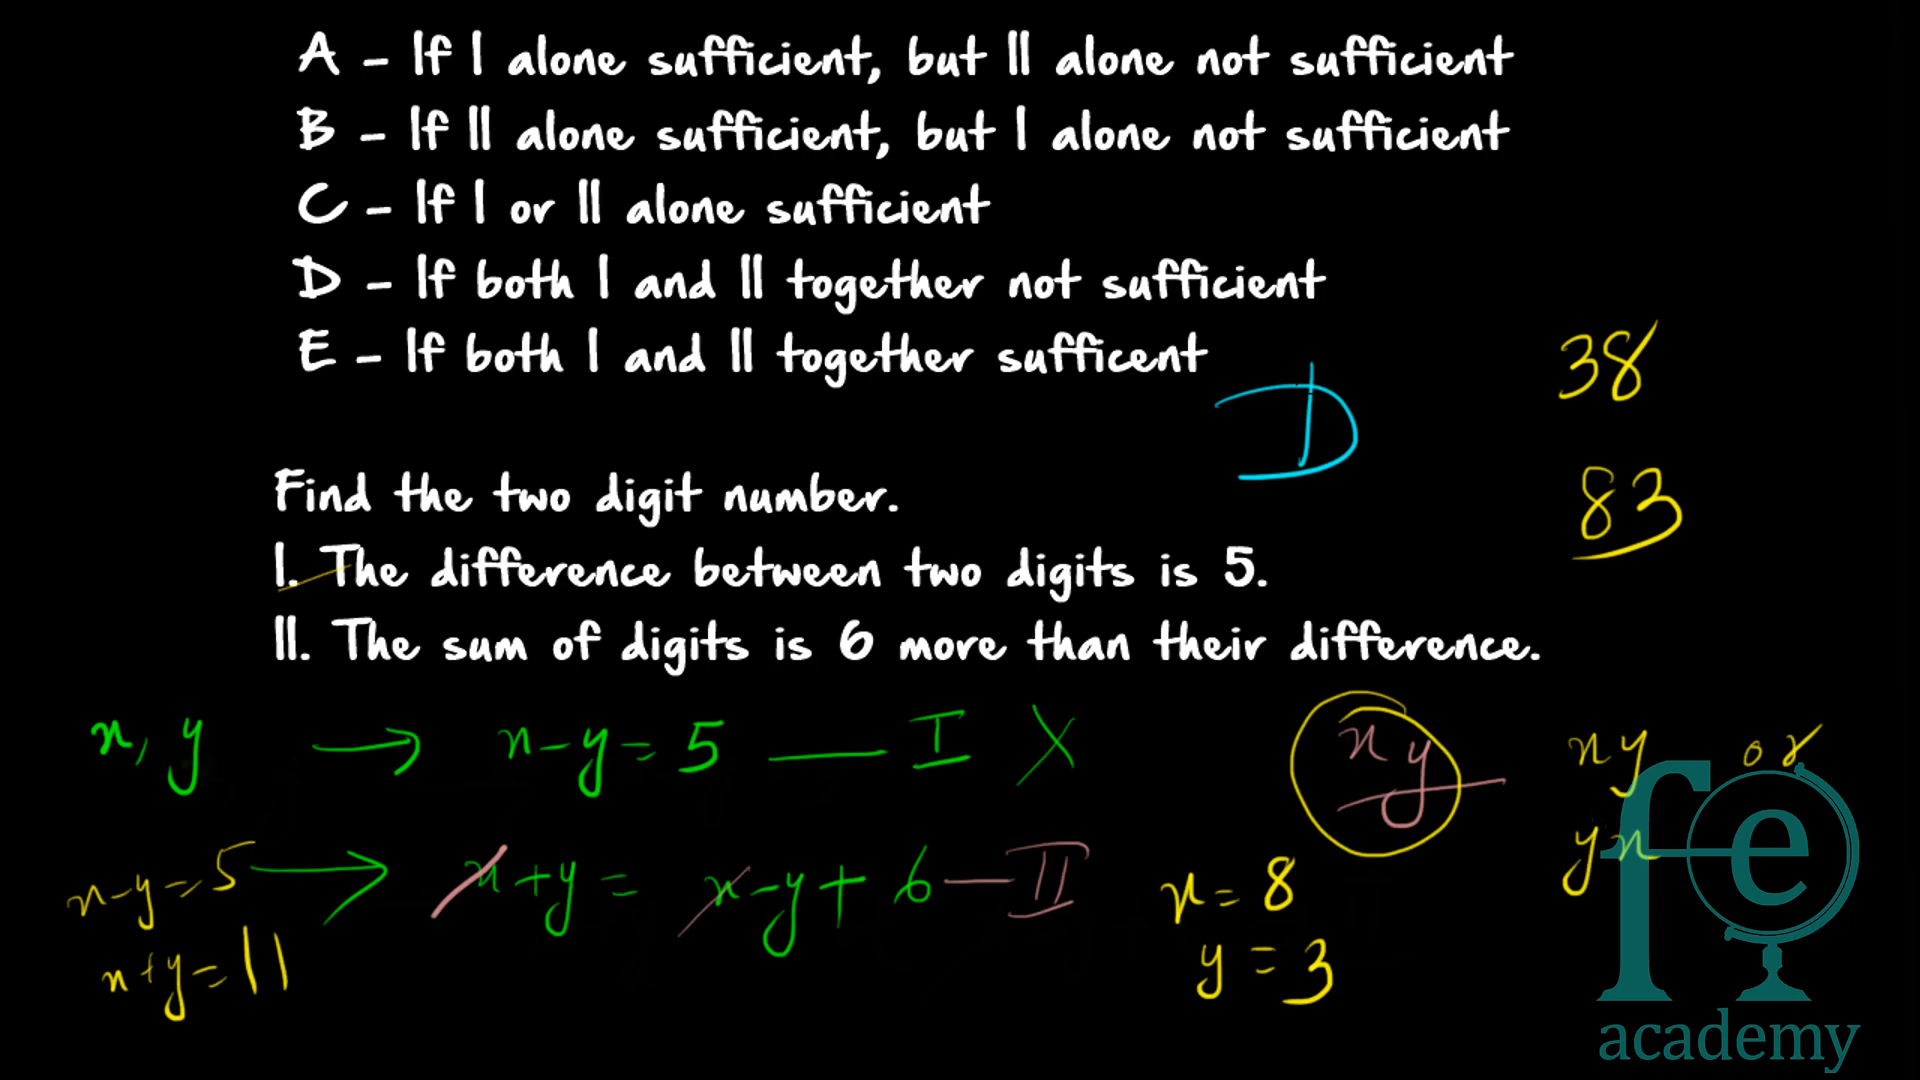 A - If I alone sufficient, but II alone not sufficient
B - If II alone sufficient, but I alone not sufficient
C - If I or II alone sufficient
D - If both I and II together not sufficient
E - If both I and II together sufficent
D
38
83
Find the two digit number.
I. The difference between two digits is 5.
II. The sum of digits is 6 more than their difference.
x, y → x-y=5 — I X
x-y=5 → x+y = x-y+6 — II
x+y=11
xy
x=8
y=3
xy or
yx
fe
academy